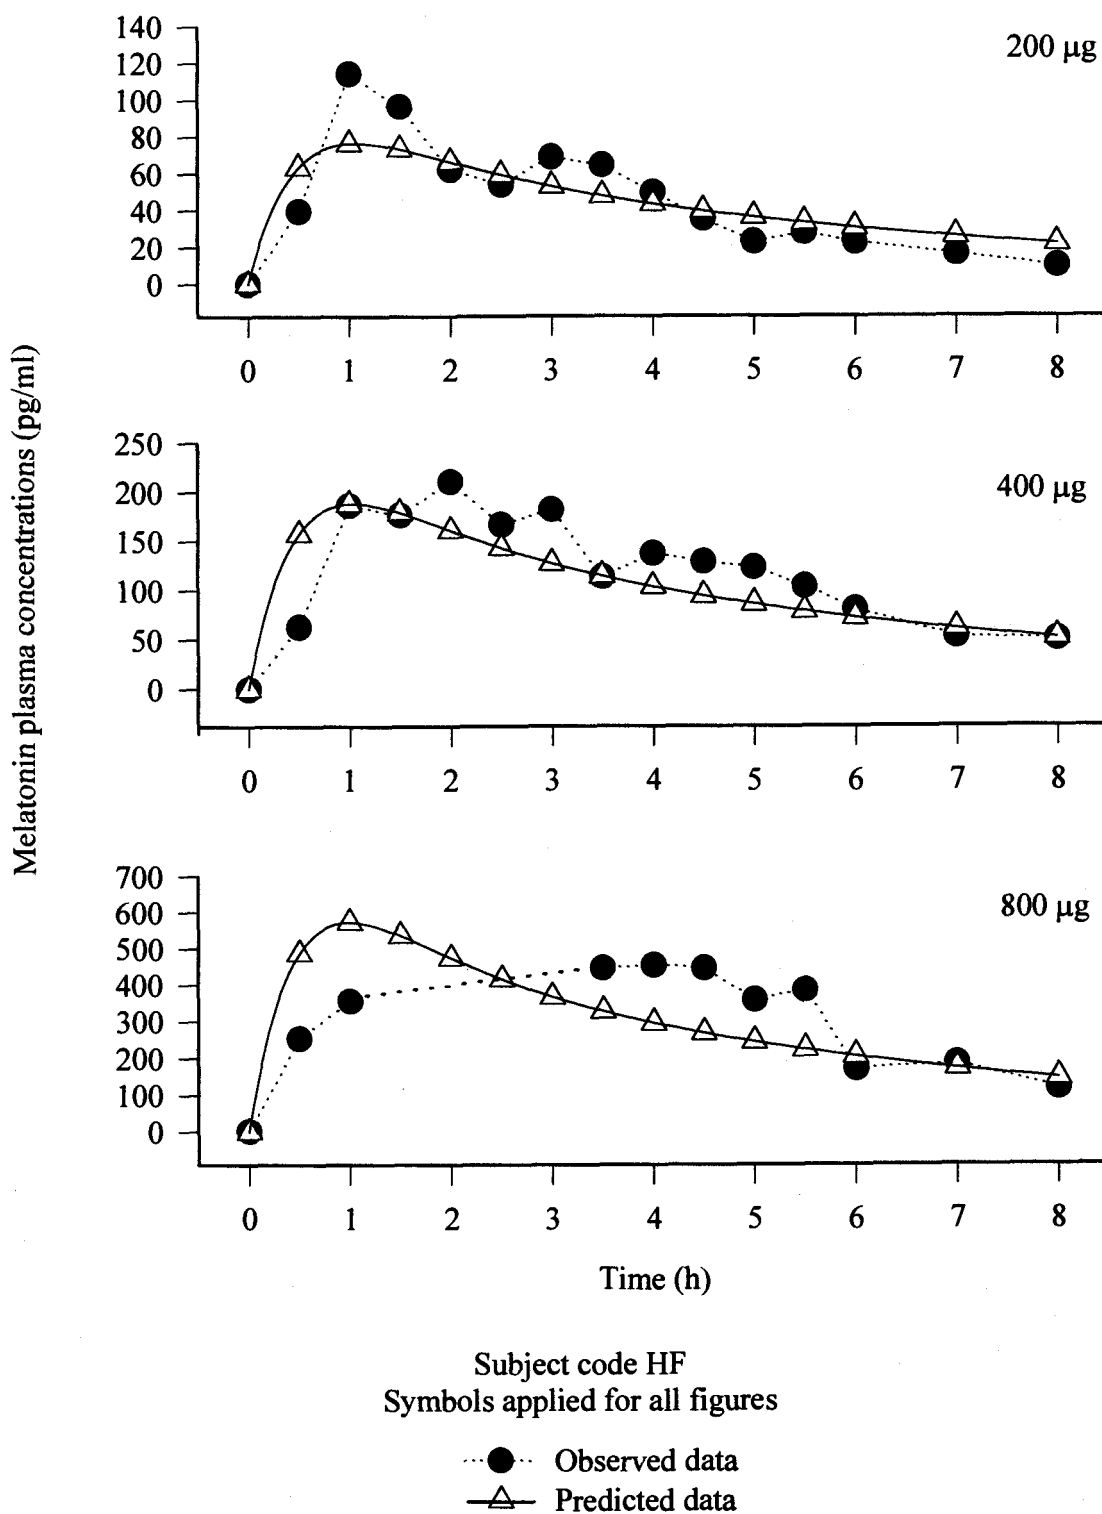 140
120
100
80
60
40
20
0
200 µg
0 1 2 3 4 5 6 7 8
Melatonin plasma concentrations (pg/ml)
250
200
150
100
50
0
400 µg
0 1 2 3 4 5 6 7 8
700
600
500
400
300
200
100
0
800 µg
0 1 2 3 4 5 6 7 8
Time (h)
Subject code HF
Symbols applied for all figures
Observed data
Predicted data